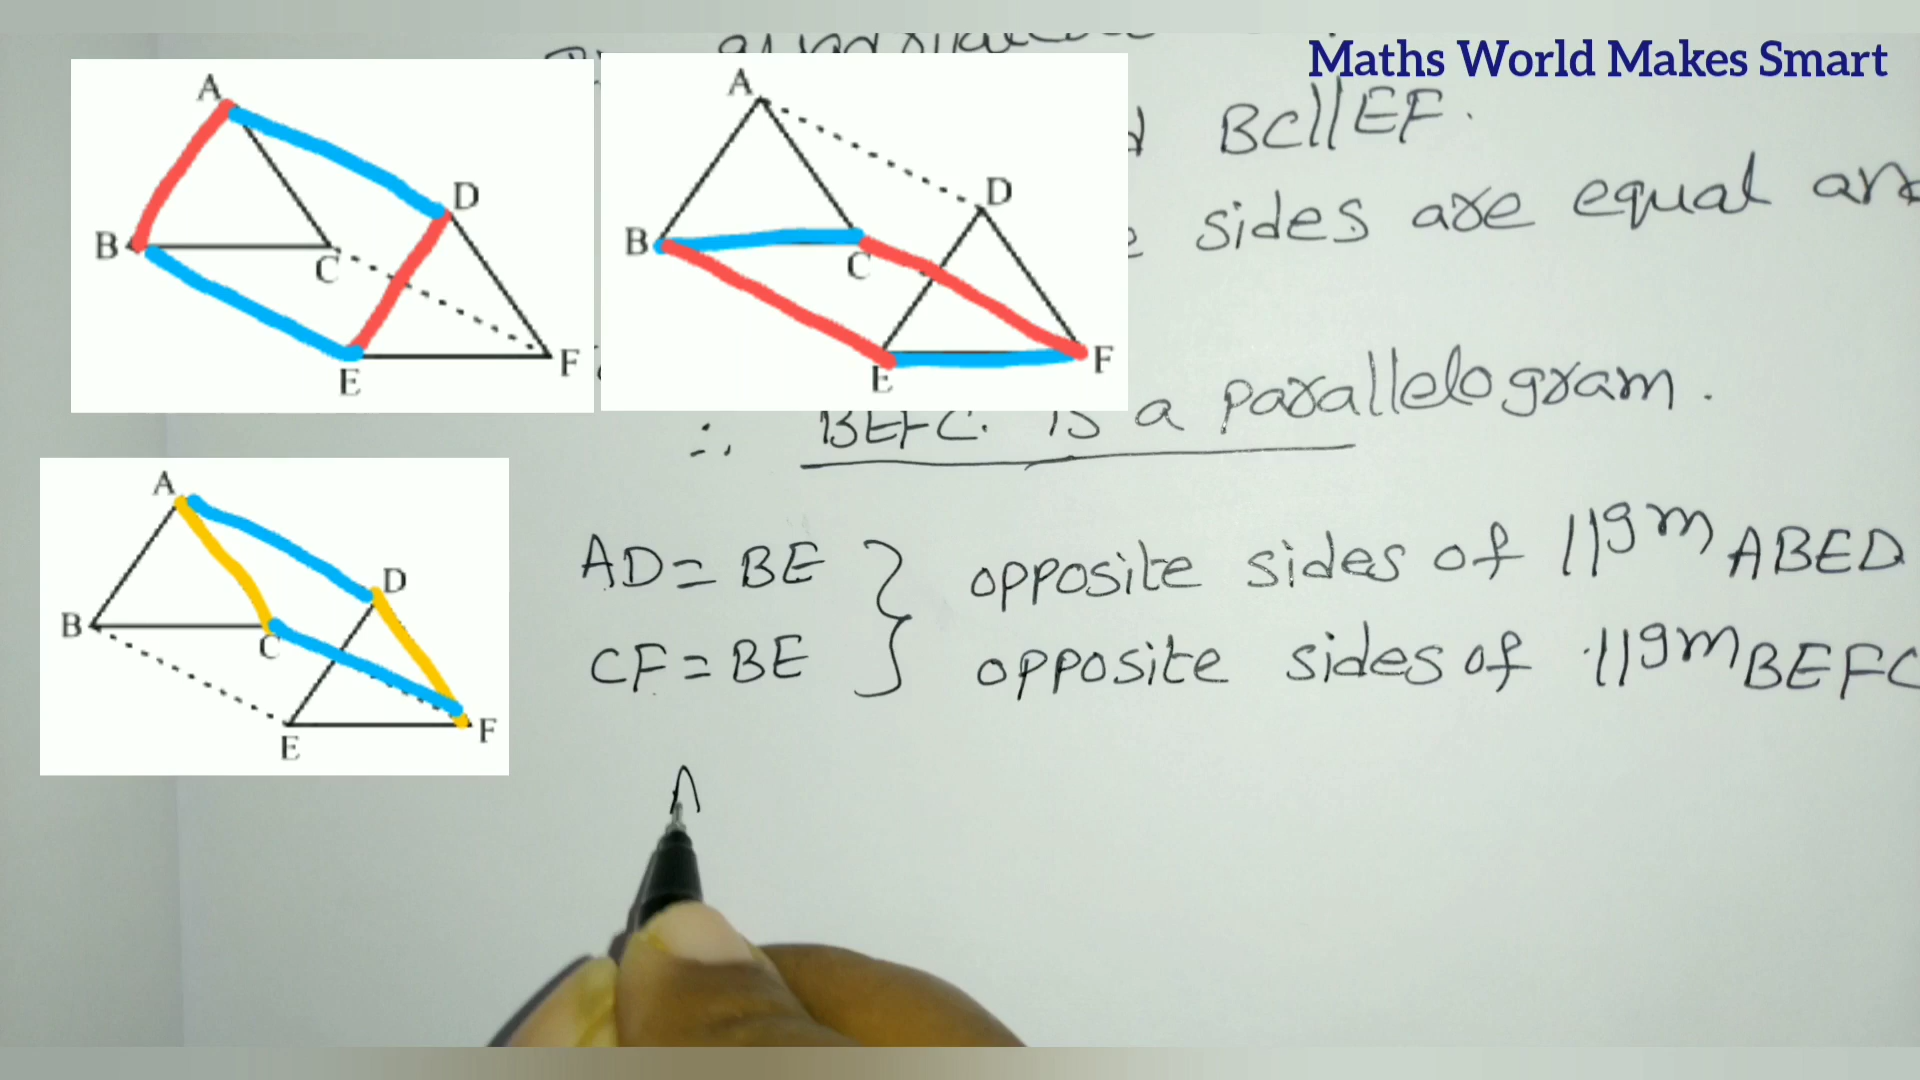 Maths World Makes Smart
BC||EF.
sides are equal and
∴ BEFC. is a parallelogram.
AD = BE } opposite sides of ||gm ABED
CF = BE } opposite sides of ||gm BEFC
A
D
B
C
E
F
A
D
B
C
E
F
A
D
B
C
E
F